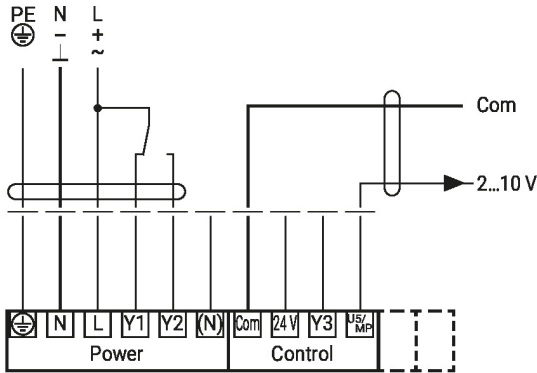 PE N L
– +
⊥ ~
Com
2...10 V
N L Y1 Y2 (N) Com 24 V Y3 U5/
MP
Power Control